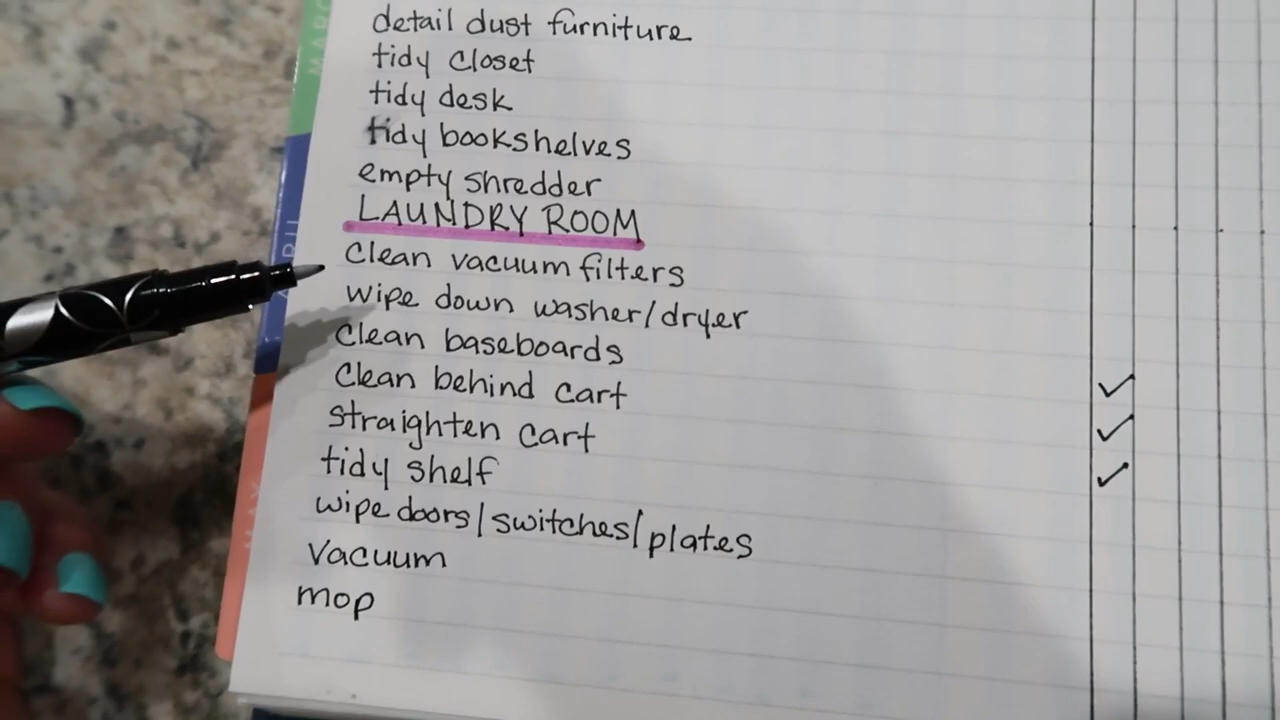 detail dust furniture
tidy closet
tidy desk
tidy bookshelves
empty shredder
LAUNDRY ROOM
Clean vacuum filters
wipe down washer/dryer
Clean baseboards
Clean behind cart
straighten cart
tidy shelf
wipe doors/switches/plates
vacuum
mop
MAY